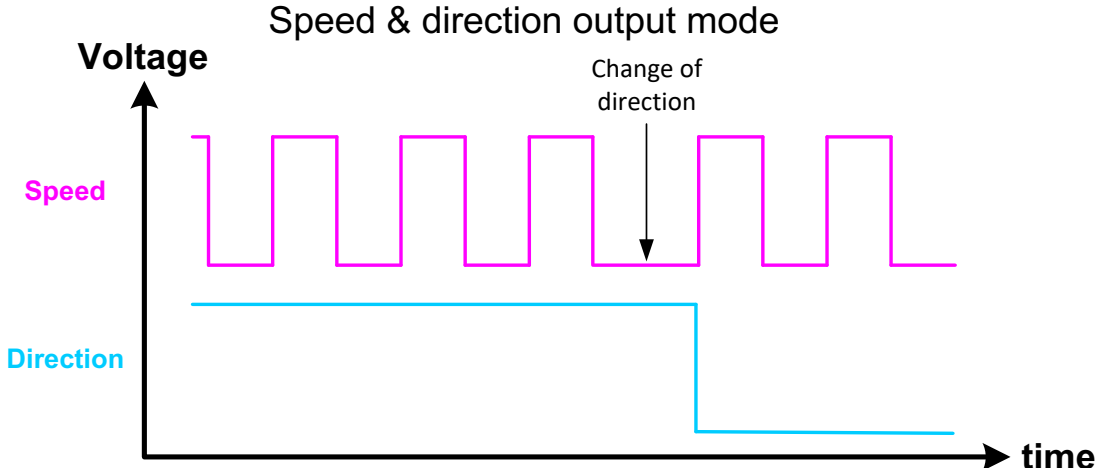 Speed & direction output mode
Voltage
Change of
direction
Speed
Direction
time